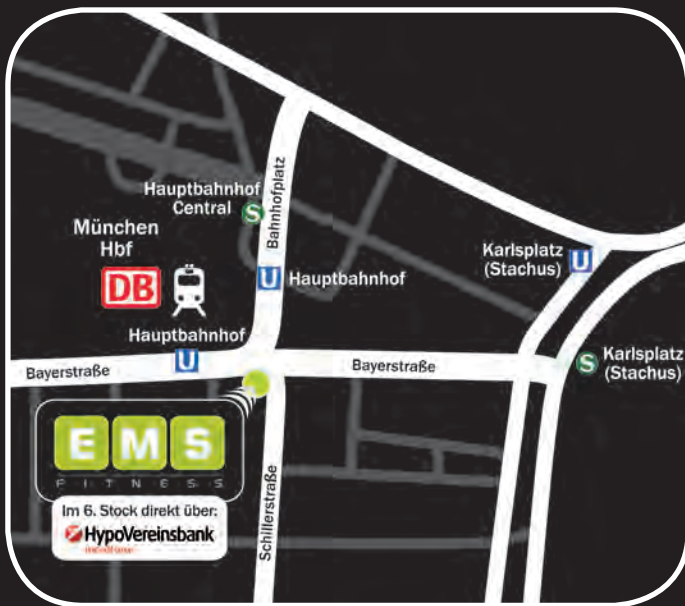 Bahnhofplatz
Hauptbahnhof
Central
S
München
Hbf
DB
U Hauptbahnhof
Karlsplatz
(Stachus)
U
Hauptbahnhof
U
Bayerstraße
Bayerstraße
S Karlsplatz
(Stachus)
EMS
FITNESS
Im 6. Stock direkt über:
HypoVereinsbank
Schillerstraße